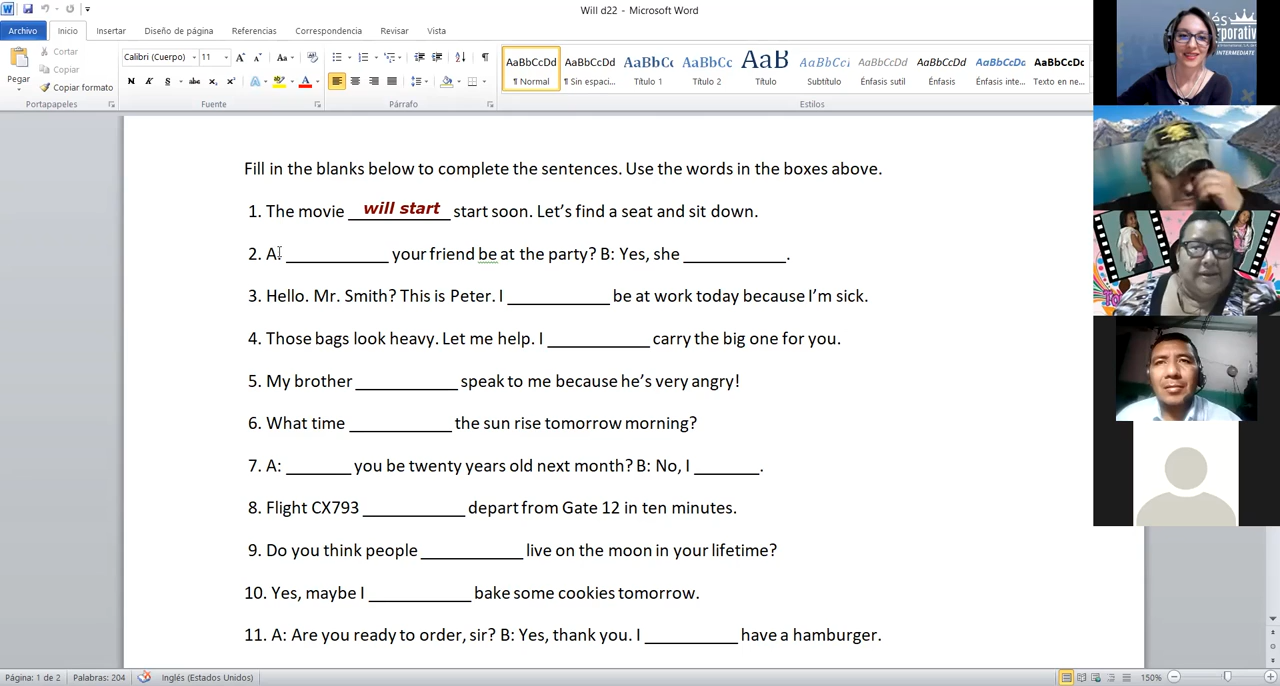 Will d22 - Microsoft Word
Archivo Inicio Insertar Diseño de página Referencias Correspondencia Revisar Vista
Pegar
Cortar
Copiar
Copiar formato
Portapapeles
Calibri (Cuerpo) 11
Fuente
Párrafo
AaBbCcDd AaBbCcDd AaBbCc AaBbCc AaB AaBbCcI AaBbCcDd AaBbCcDd AaBbCcDd AaBbCcDc
¶ Normal ¶ Sin espaci... Título 1 Título 2 Título Subtítulo Énfasis sutil Énfasis Énfasis inte... Texto en ne...
Estilos
INTERMEDIATE
Fill in the blanks below to complete the sentences. Use the words in the boxes above.
1. The movie will start start soon. Let's find a seat and sit down.
2. A: ____________ your friend be at the party? B: Yes, she ____________.
3. Hello. Mr. Smith? This is Peter. I ____________ be at work today because I'm sick.
4. Those bags look heavy. Let me help. I ____________ carry the big one for you.
5. My brother ____________ speak to me because he's very angry!
6. What time ____________ the sun rise tomorrow morning?
7. A: ________ you be twenty years old next month? B: No, I ________.
8. Flight CX793 ____________ depart from Gate 12 in ten minutes.
9. Do you think people ____________ live on the moon in your lifetime?
10. Yes, maybe I ____________ bake some cookies tomorrow.
11. A: Are you ready to order, sir? B: Yes, thank you. I ___________ have a hamburger.
Página: 1 de 2 Palabras: 204 Inglés (Estados Unidos) 150%